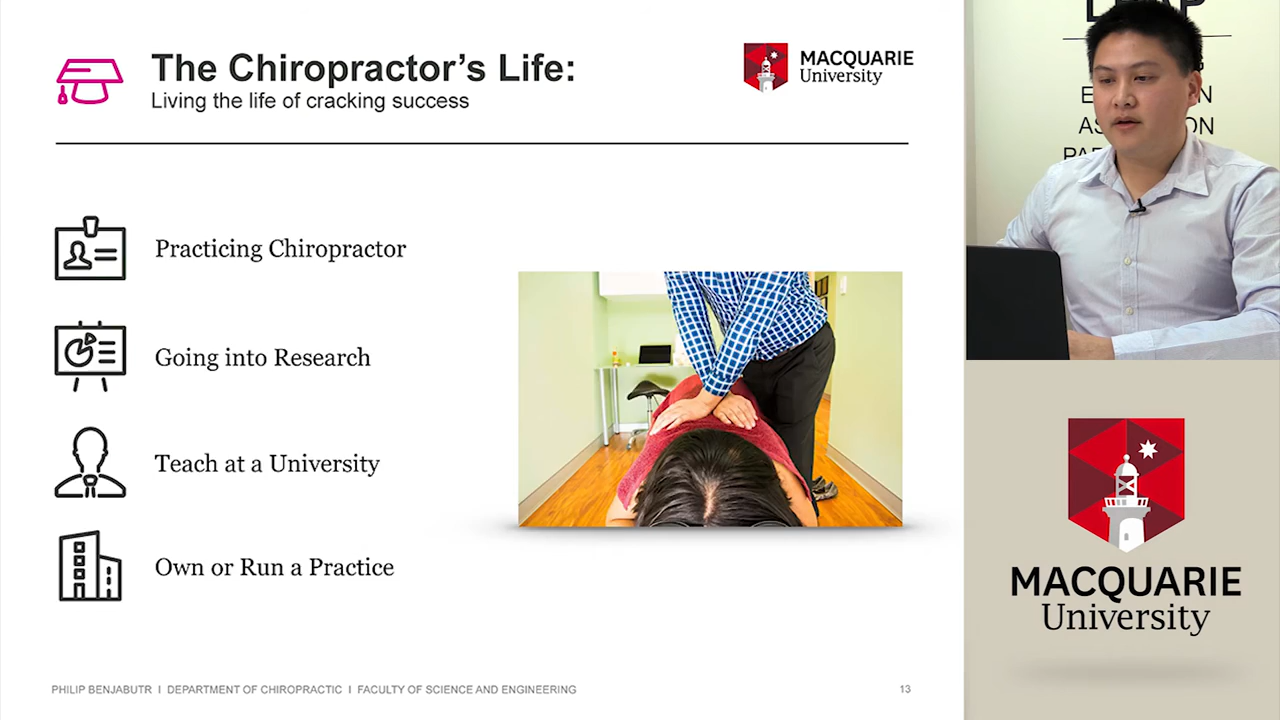 The Chiropractor's Life:
Living the life of cracking success
MACQUARIE
University
Practicing Chiropractor
Going into Research
Teach at a University
Own or Run a Practice
PHILIP BENJABUTR I DEPARTMENT OF CHIROPRACTIC I FACULTY OF SCIENCE AND ENGINEERING
13
MACQUARIE
University